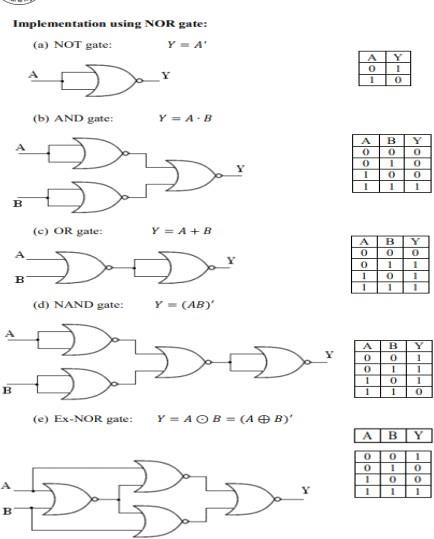 Implementation using NOR gate:
(a) NOT gate: Y = A'
A Y
A Y
0 1
1 0
(b) AND gate: Y = A · B
A
B
Y
A B Y
0 0 0
0 1 0
1 0 0
1 1 1
(c) OR gate: Y = A + B
A
B
Y
A B Y
0 0 0
0 1 1
1 0 1
1 1 1
(d) NAND gate: Y = (AB)'
A
B
Y
A B Y
0 0 1
0 1 1
1 0 1
1 1 0
(e) Ex-NOR gate: Y = A ⊙ B = (A ⊕ B)'
A
B
Y
A B Y
0 0 1
0 1 0
1 0 0
1 1 1